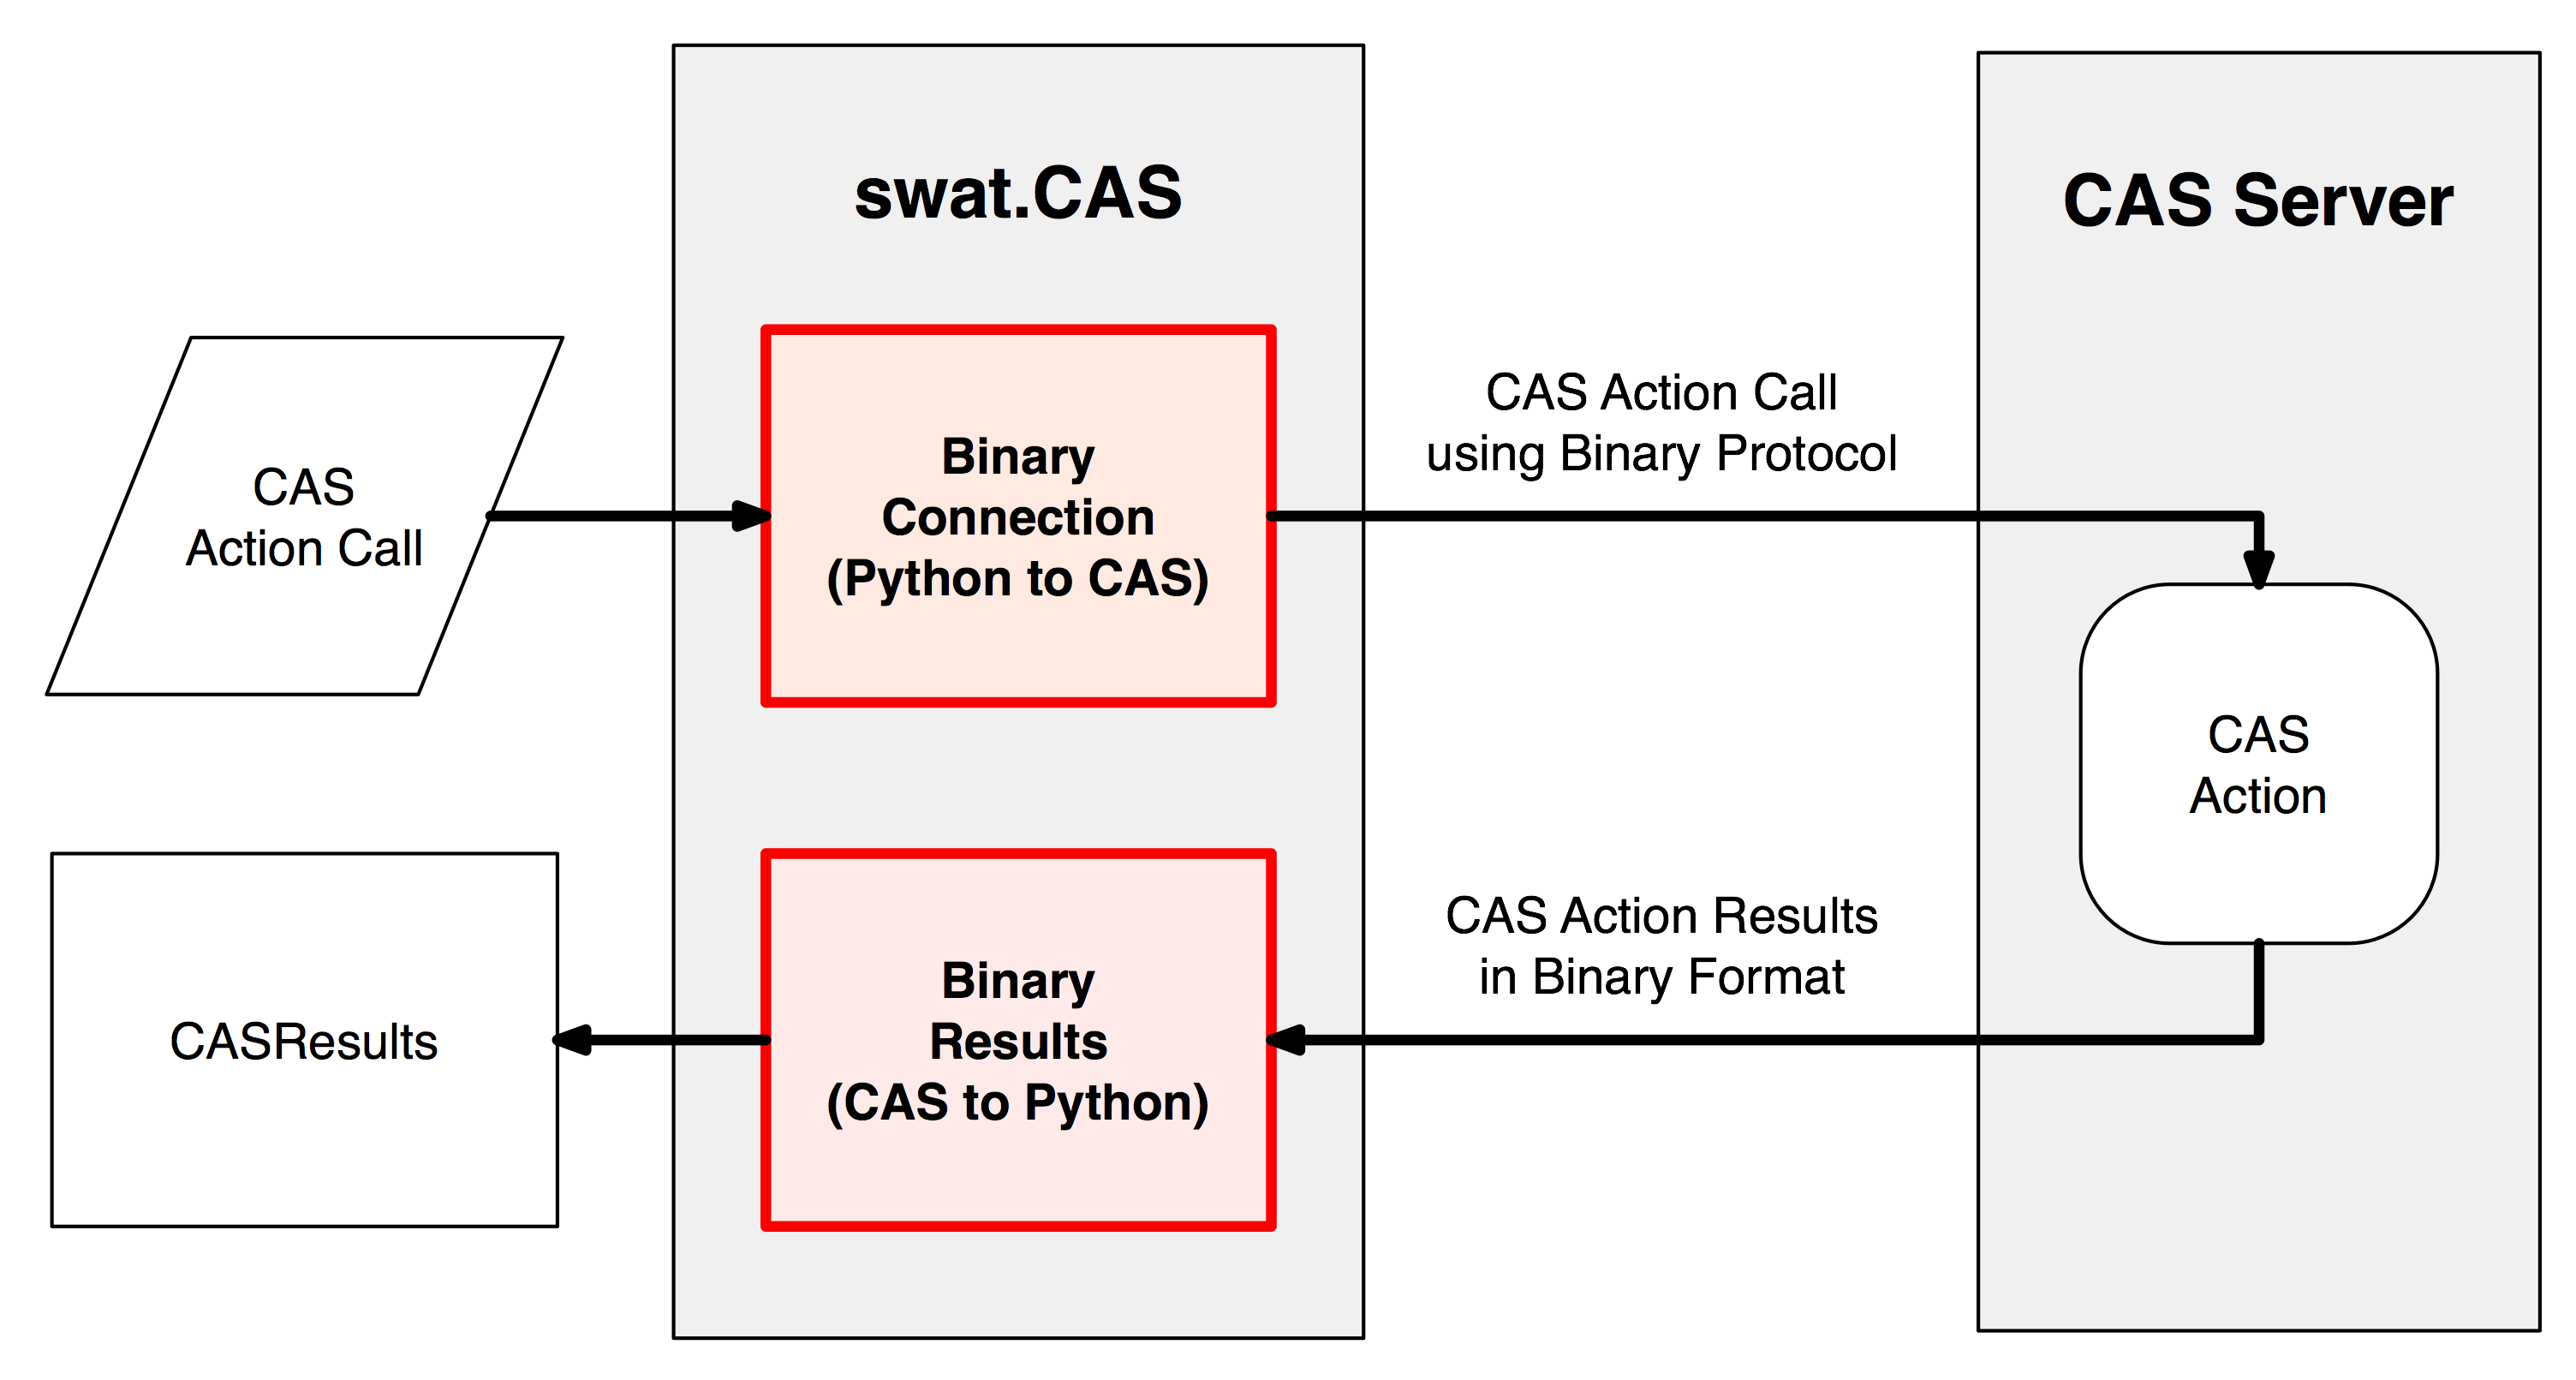 swat.CAS
CAS Server
CAS
Action Call
Binary
Connection
(Python to CAS)
CAS Action Call
using Binary Protocol
CAS
Action
CASResults
Binary
Results
(CAS to Python)
CAS Action Results
in Binary Format